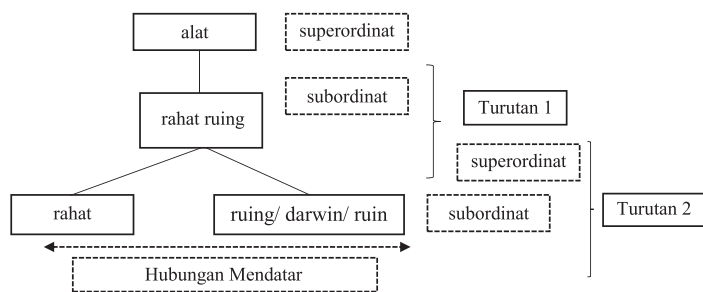 alat
superordinat
subordinat
rahat ruing
Turutan 1
superordinat
rahat
ruing/ darwin/ ruin
subordinat
Turutan 2
Hubungan Mendatar